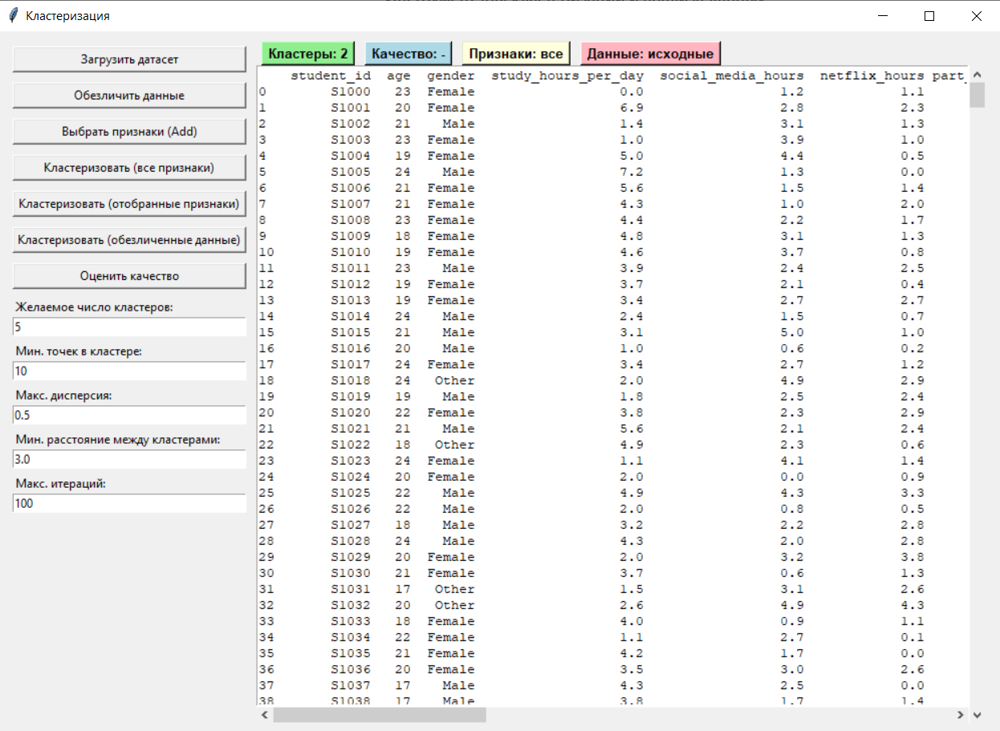 Кластеризация
Загрузить датасет
Обезличить данные
Выбрать признаки (Add)
Кластеризовать (все признаки)
Кластеризовать (отобранные признаки)
Кластеризовать (обезличенные данные)
Оценить качество
Желаемое число кластеров:
5
Мин. точек в кластере:
10
Макс. дисперсия:
0.5
Мин. расстояние между кластерами:
3.0
Макс. итераций:
100
Кластеры: 2 Качество: - Признаки: все Данные: исходные
student_id age gender study_hours_per_day social_media_hours netflix_hours part_
0 S1000 23 Female 0.0 1.2 1.1
1 S1001 20 Female 6.9 2.8 2.3
2 S1002 21 Male 1.4 3.1 1.3
3 S1003 23 Female 1.0 3.9 1.0
4 S1004 19 Female 5.0 4.4 0.5
5 S1005 24 Male 7.2 1.3 0.0
6 S1006 21 Female 5.6 1.5 1.4
7 S1007 21 Female 4.3 1.0 2.0
8 S1008 23 Female 4.4 2.2 1.7
9 S1009 18 Female 4.8 3.1 1.3
10 S1010 19 Female 4.6 3.7 0.8
11 S1011 23 Male 3.9 2.4 2.5
12 S1012 19 Female 3.7 2.1 0.4
13 S1013 19 Female 3.4 2.7 2.7
14 S1014 24 Male 2.4 1.5 0.7
15 S1015 21 Male 3.1 5.0 1.0
16 S1016 20 Male 1.0 0.6 0.2
17 S1017 24 Female 3.4 2.7 1.2
18 S1018 24 Other 2.0 4.9 2.9
19 S1019 19 Male 1.8 2.5 2.4
20 S1020 22 Female 3.8 2.3 2.9
21 S1021 21 Male 5.6 2.1 2.4
22 S1022 18 Other 4.9 2.3 0.6
23 S1023 24 Female 1.1 4.1 1.4
24 S1024 20 Female 2.0 0.0 0.9
25 S1025 22 Male 4.9 4.3 3.3
26 S1026 22 Male 2.0 0.8 0.5
27 S1027 18 Male 3.2 2.2 2.8
28 S1028 24 Male 4.3 2.0 2.8
29 S1029 20 Female 2.0 3.2 3.8
30 S1030 21 Female 3.7 0.6 1.3
31 S1031 17 Other 1.5 3.1 2.6
32 S1032 20 Other 2.6 4.9 4.3
33 S1033 18 Female 4.0 0.9 1.1
34 S1034 22 Female 1.1 2.7 0.1
35 S1035 21 Female 4.2 1.7 0.0
36 S1036 20 Female 3.5 3.0 2.6
37 S1037 17 Male 4.3 2.5 0.0
38 S1038 17 Male 3.8 1.7 1.4